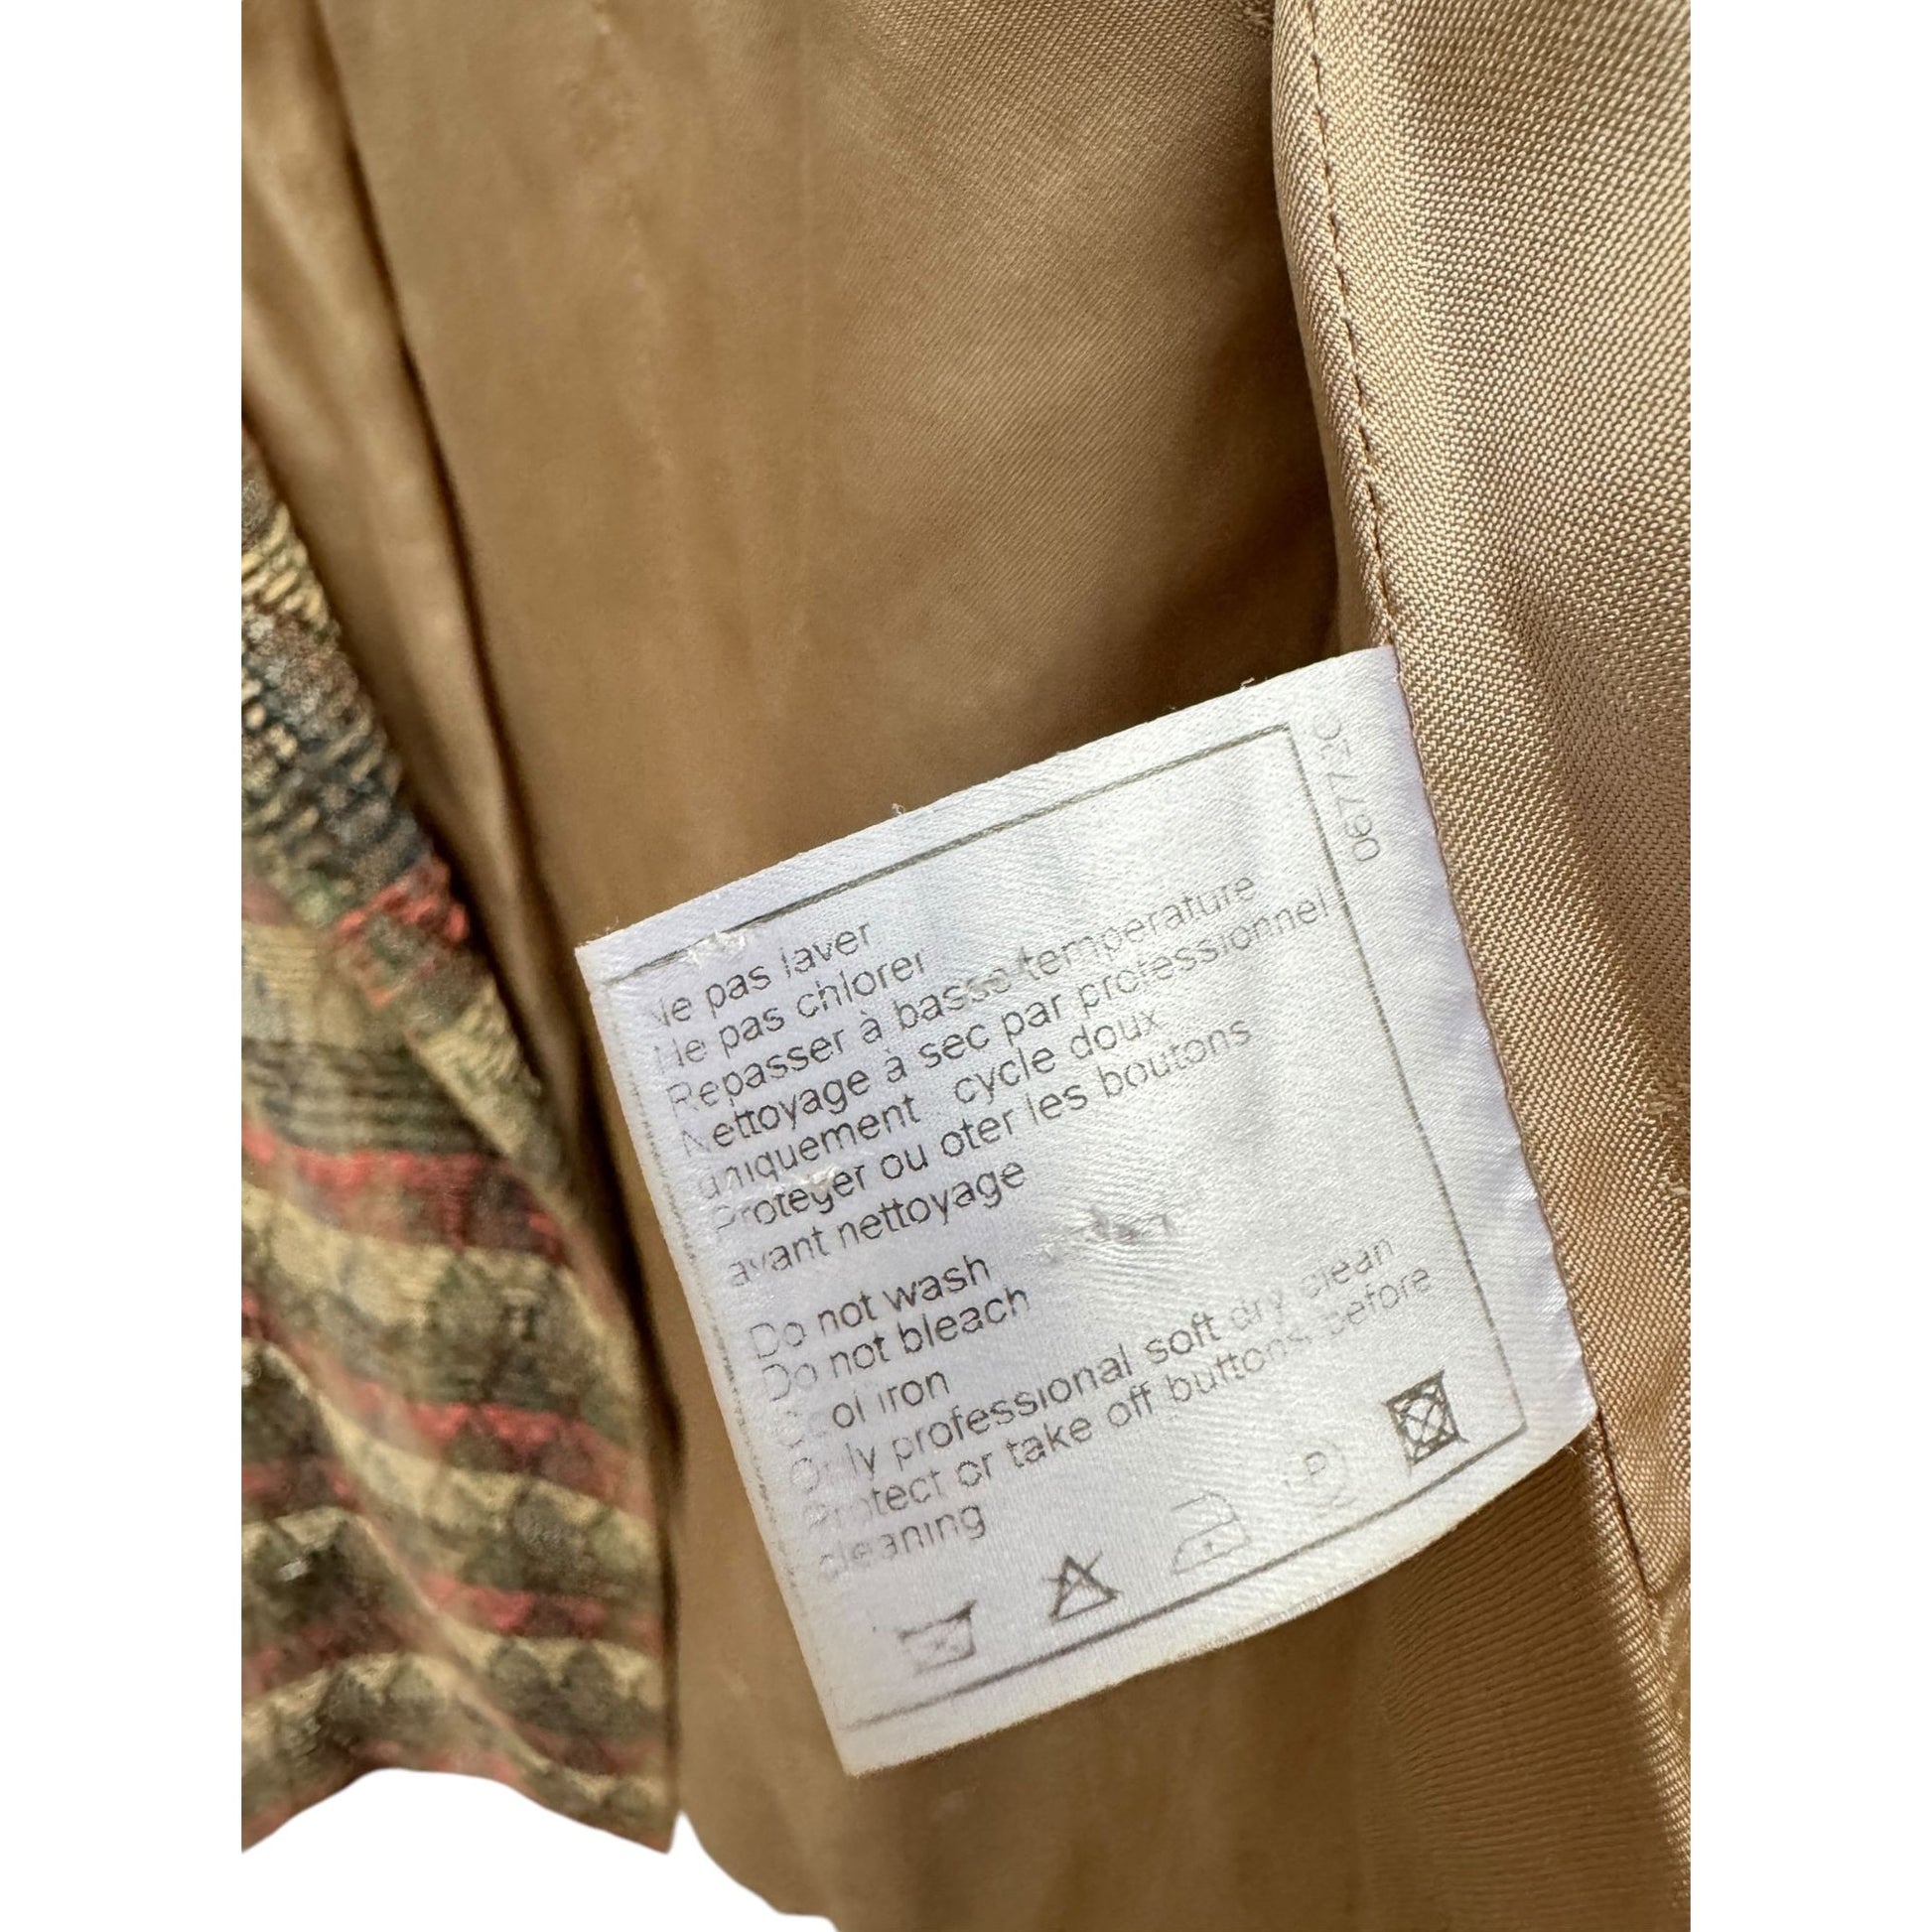 Ne pas laver
Ne pas chlorer
Repasser à basse temperature
Nettoyage à sec par professionnel
uniquement cycle doux
Proteger ou oter les boutons
avant nettoyage
Do not wash
Do not bleach
Cool iron
Only professional soft dry clean
Protect or take off buttons, before
cleaning
P